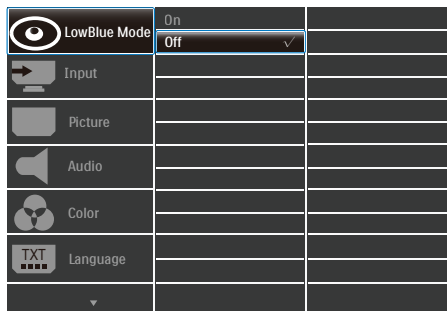 LowBlue Mode
On
Off
Input
Picture
Audio
Color
TXT
Language